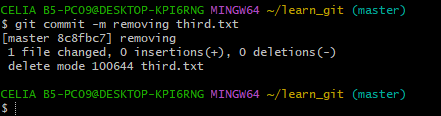 CELIA B5-PC09@DESKTOP-KPI6RNG MINGW64 ~/learn_git (master)
$ git commit -m removing third.txt
[master 8c8fbc7] removing
 1 file changed, 0 insertions(+), 0 deletions(-)
 delete mode 100644 third.txt

CELIA B5-PC09@DESKTOP-KPI6RNG MINGW64 ~/learn_git (master)
$